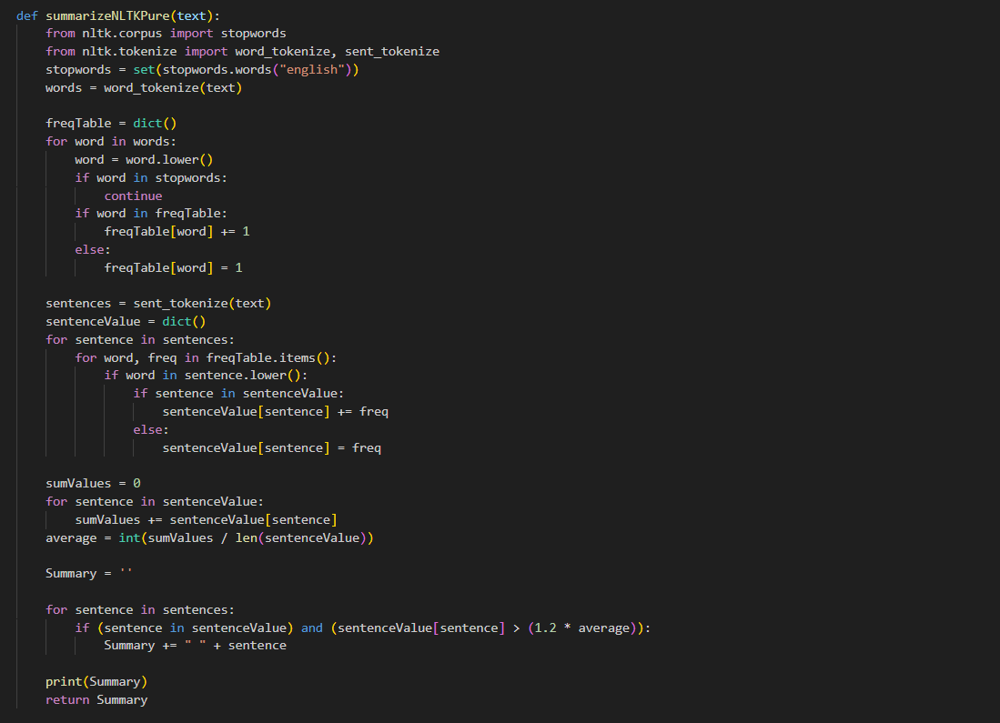 def summarizeNLTKPure(text):
    from nltk.corpus import stopwords
    from nltk.tokenize import word_tokenize, sent_tokenize
    stopwords = set(stopwords.words("english"))
    words = word_tokenize(text)

    freqTable = dict()
    for word in words:
        word = word.lower()
        if word in stopwords:
            continue
        if word in freqTable:
            freqTable[word] += 1
        else:
            freqTable[word] = 1

    sentences = sent_tokenize(text)
    sentenceValue = dict()
    for sentence in sentences:
        for word, freq in freqTable.items():
            if word in sentence.lower():
                if sentence in sentenceValue:
                    sentenceValue[sentence] += freq
                else:
                    sentenceValue[sentence] = freq

    sumValues = 0
    for sentence in sentenceValue:
        sumValues += sentenceValue[sentence]
    average = int(sumValues / len(sentenceValue))

    Summary = ''

    for sentence in sentences:
        if (sentence in sentenceValue) and (sentenceValue[sentence] > (1.2 * average)):
            Summary += " " + sentence

    print(Summary)
    return Summary